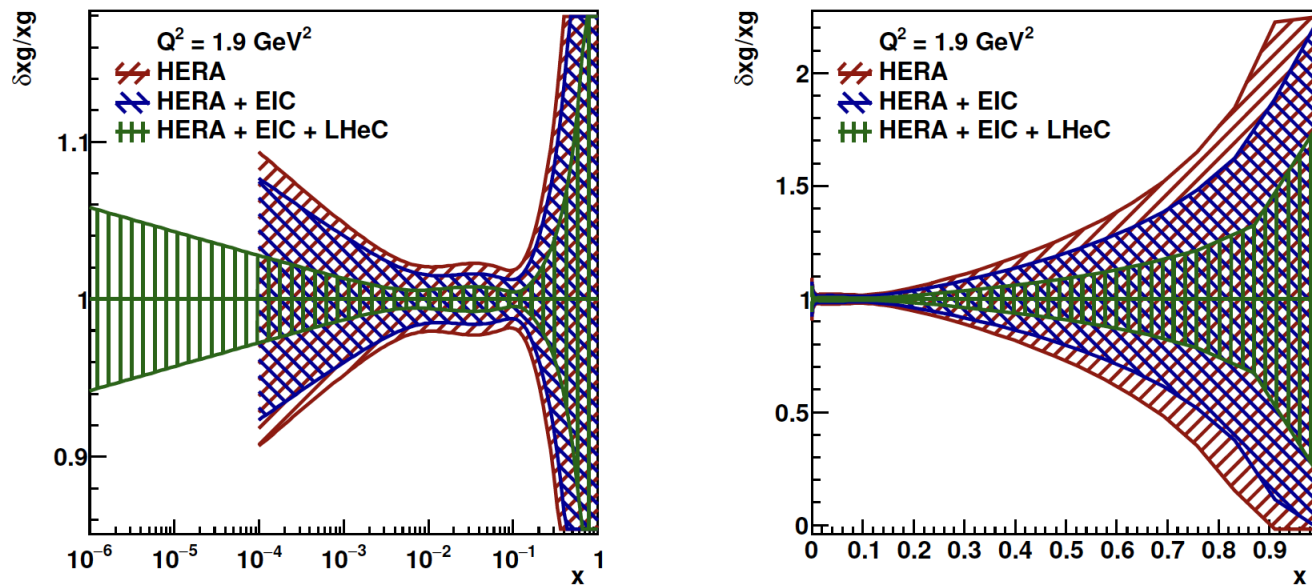 δxg/xg
Q² = 1.9 GeV²
HERA
HERA + EIC
HERA + EIC + LHeC
1.1
1
0.9
10⁻⁶ 10⁻⁵ 10⁻⁴ 10⁻³ 10⁻² 10⁻¹ 1
x
δxg/xg
Q² = 1.9 GeV²
HERA
HERA + EIC
HERA + EIC + LHeC
2
1.5
1
0.5
0
0 0.1 0.2 0.3 0.4 0.5 0.6 0.7 0.8 0.9
x